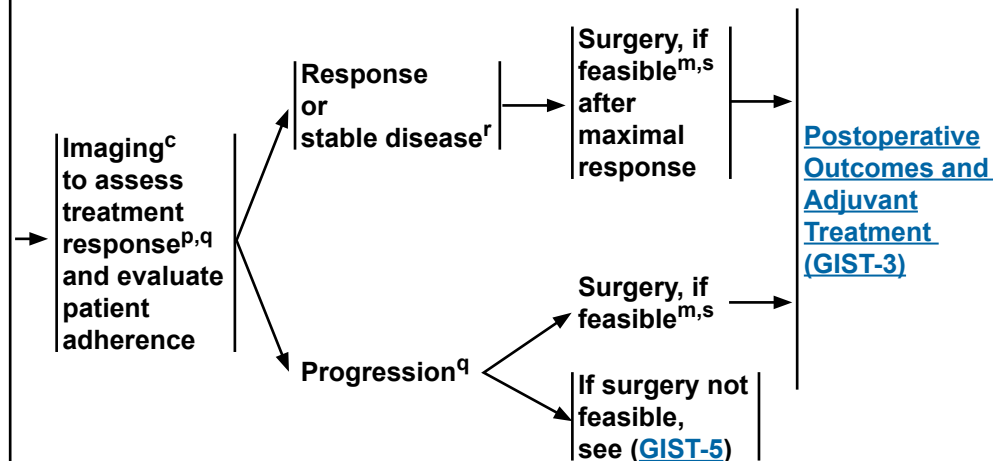 Imaging^c
to assess
treatment
response^p,q
and evaluate
patient
adherence
Response
or
stable disease^r
Surgery, if
feasible^m,s
after
maximal
response
Progression^q
Surgery, if
feasible^m,s
If surgery not
feasible,
see (GIST-5)
Postoperative
Outcomes and
Adjuvant
Treatment
(GIST-3)